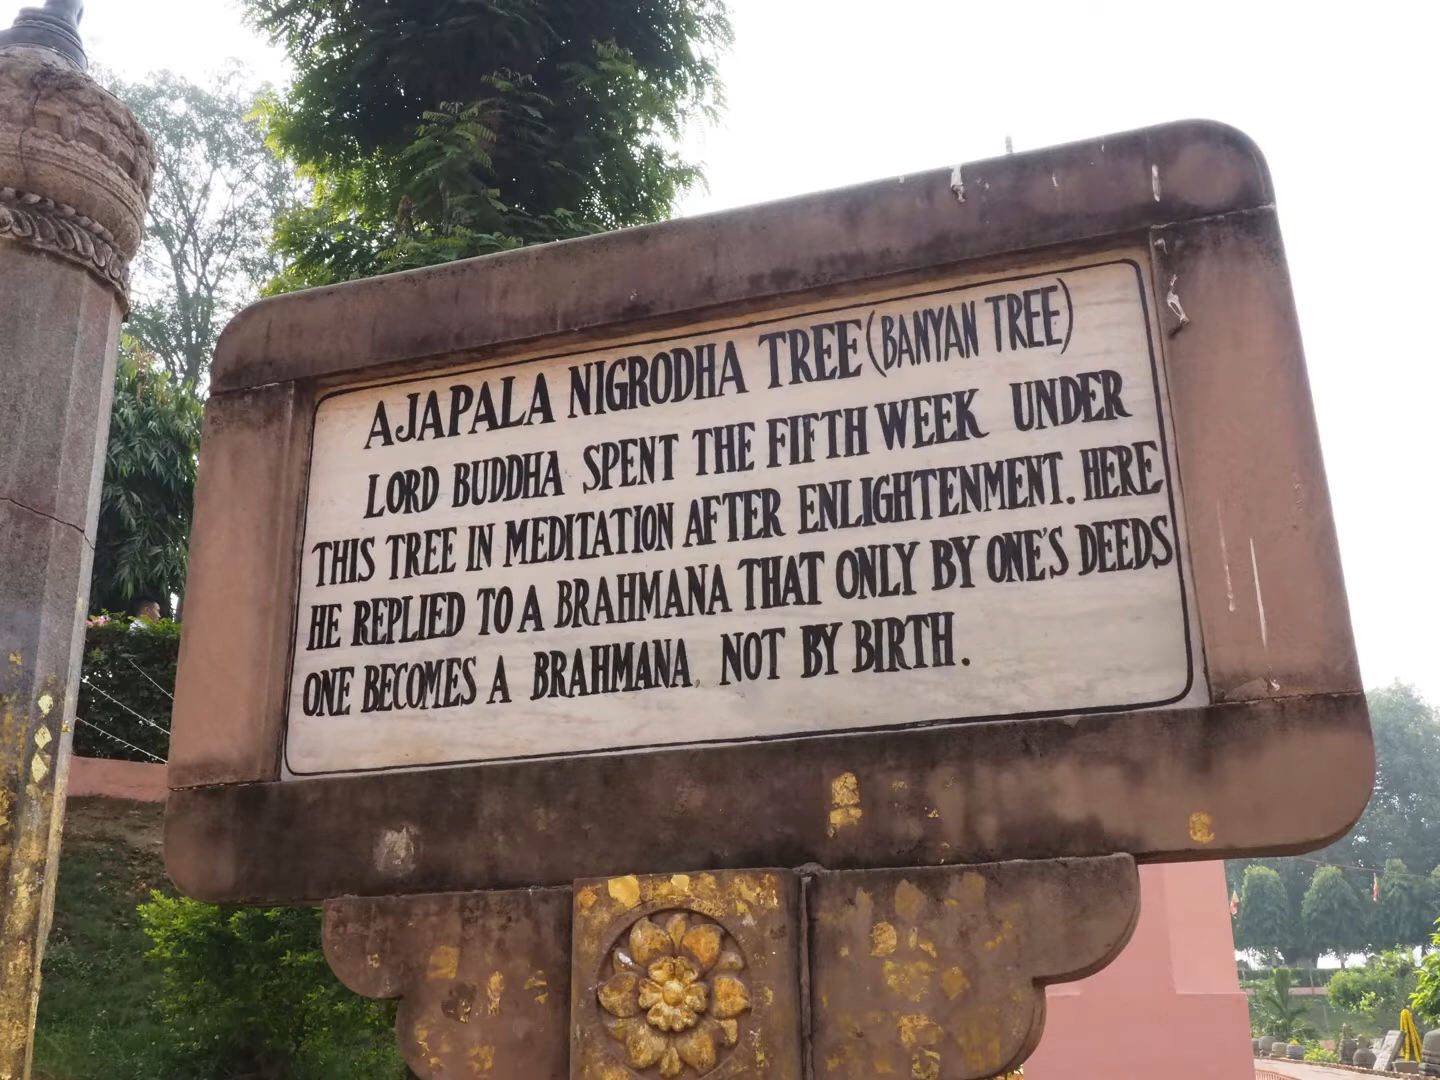 AJAPALA NIGRODHA TREE (BANYAN TREE)
LORD BUDDHA SPENT THE FIFTH WEEK UNDER
THIS TREE IN MEDITATION AFTER ENLIGHTENMENT. HERE
HE REPLIED TO A BRAHMANA THAT ONLY BY ONE'S DEEDS
ONE BECOMES A BRAHMANA, NOT BY BIRTH.